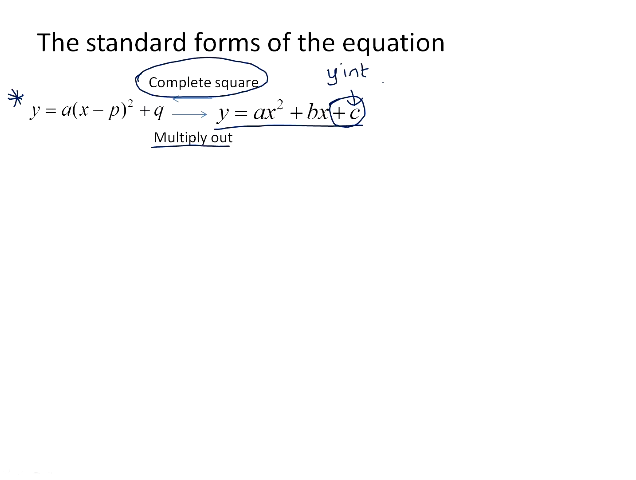 The standard forms of the equation
y'int
Complete square
* y = a(x − p)² + q ⟶ y = ax² + bx + c
Multiply out